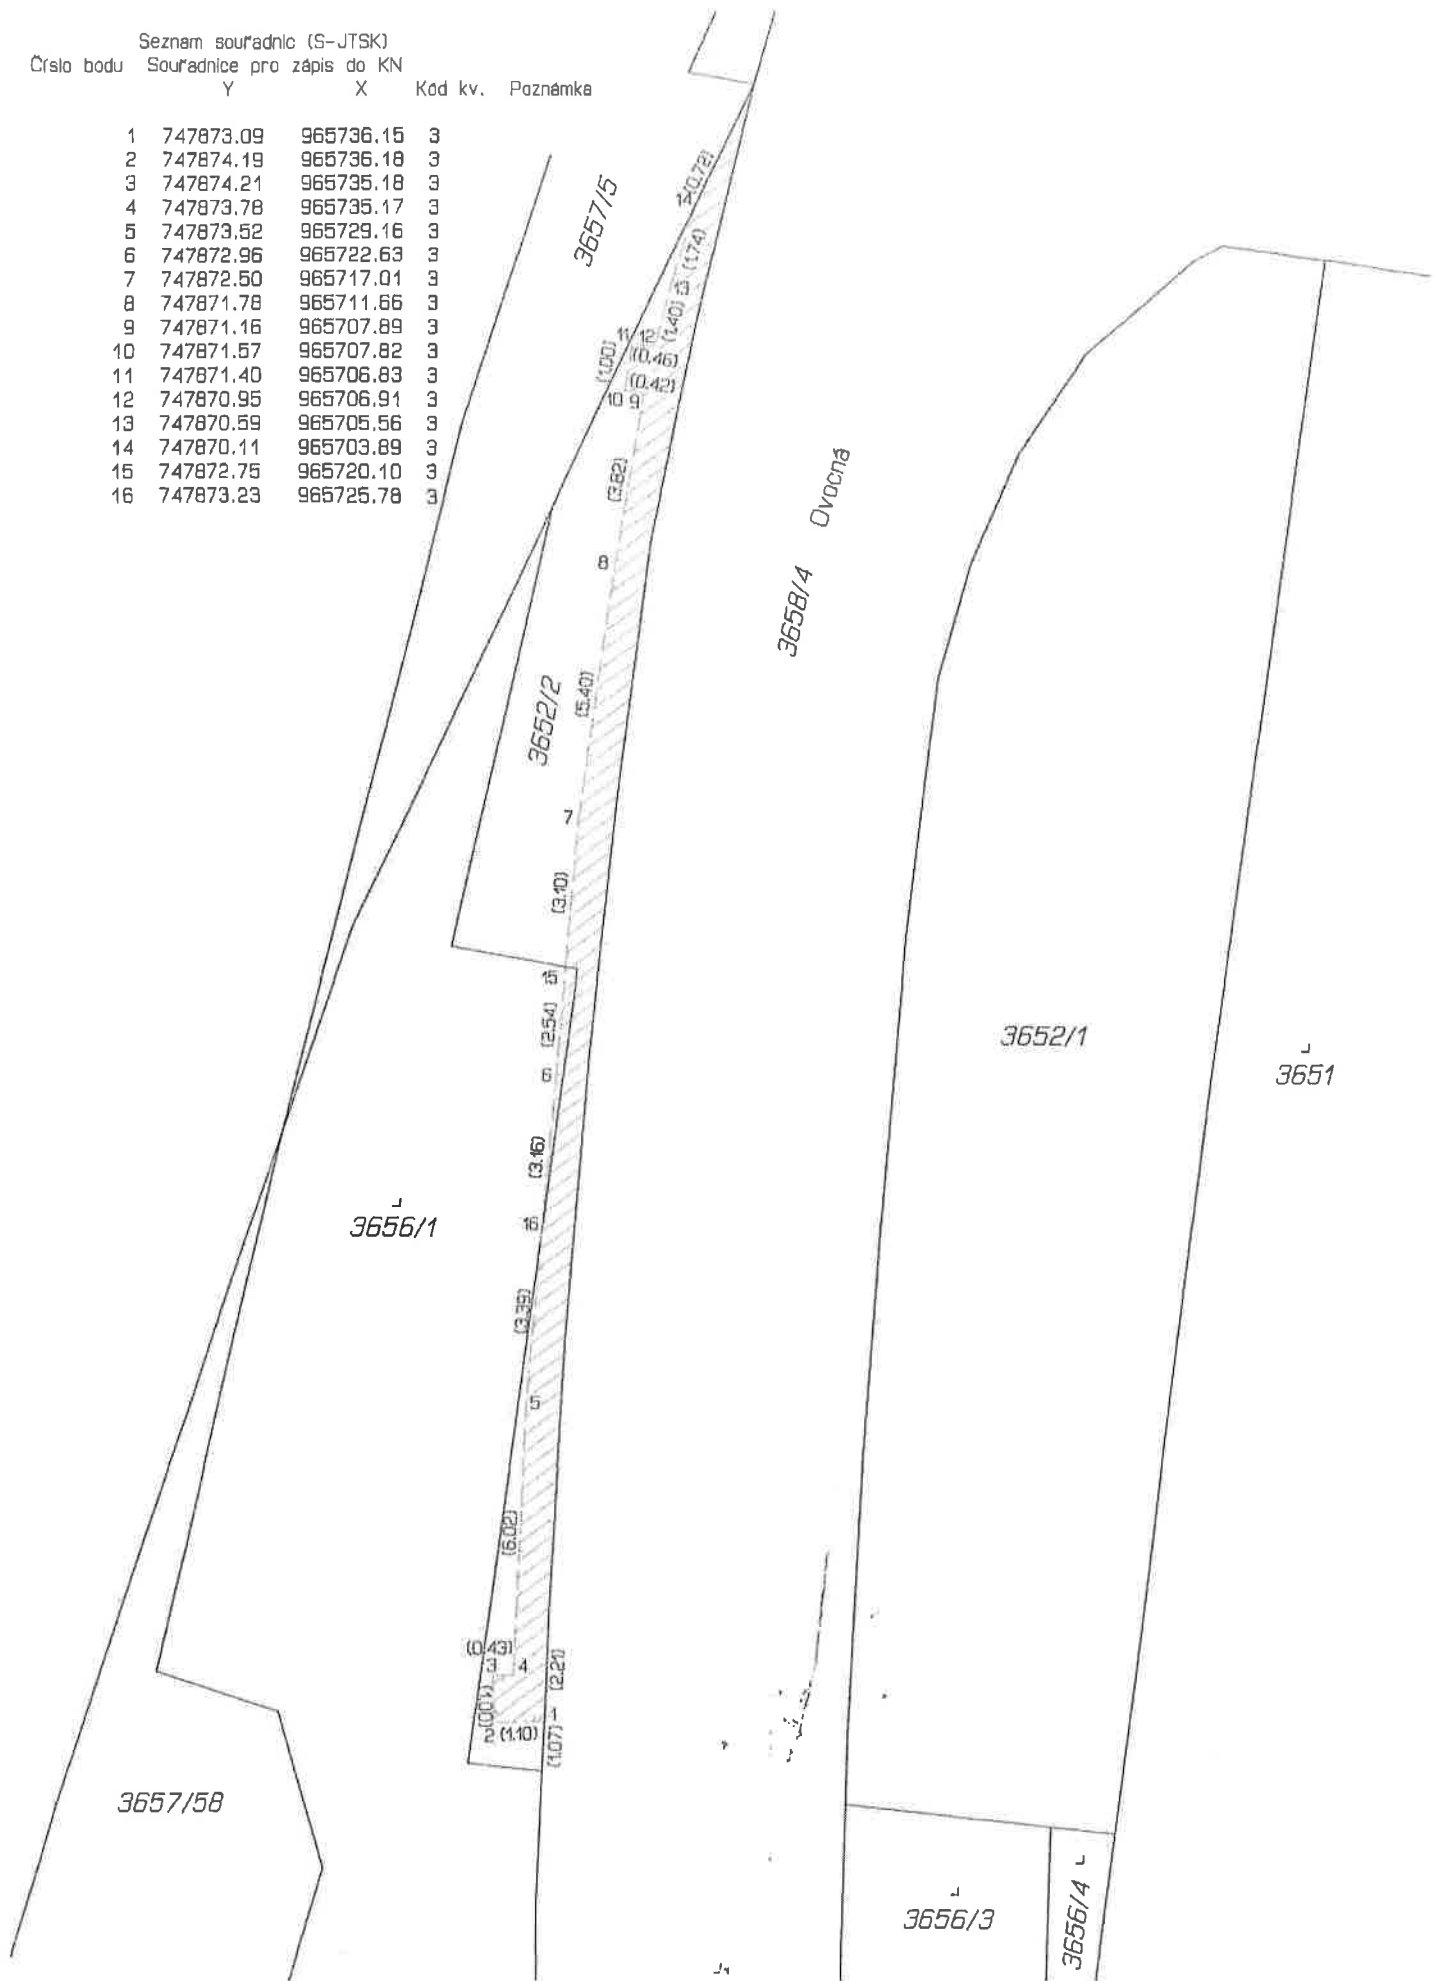 Seznam souřadnic (S-JTSK)
Číslo bodu Souřadnice pro zápis do KN
Y X Kód kv. Poznámka
1 747873.09 965736.15 3
2 747874.19 965736.18 3
3 747874.21 965735.18 3
4 747873.78 965735.17 3
5 747873.52 965729.16 3
6 747872.96 965722.63 3
7 747872.50 965717.01 3
8 747871.78 965711.66 3
9 747871.16 965707.89 3
10 747871.57 965707.82 3
11 747871.40 965706.83 3
12 747870.95 965706.91 3
13 747870.59 965705.56 3
14 747870.11 965703.89 3
15 747872.75 965720.10 3
16 747873.23 965725.78 3
3657/5
14 (0.72)
13 (1.74)
(1.40)
11 12
(1.00)
(0.46)
(0.42)
10 9
(3.82)
8
3658/4 Ovocná
(5.40)
3652/2
7
(3.10)
15
(2.54)
6
(3.16)
16
(3.39)
5
(6.02)
(0.43)
3 4
(1.00)
(2.21)
2 (1.10) 1
(1.07)
3652/1
3651
3656/1
3657/58
3656/3
3656/4